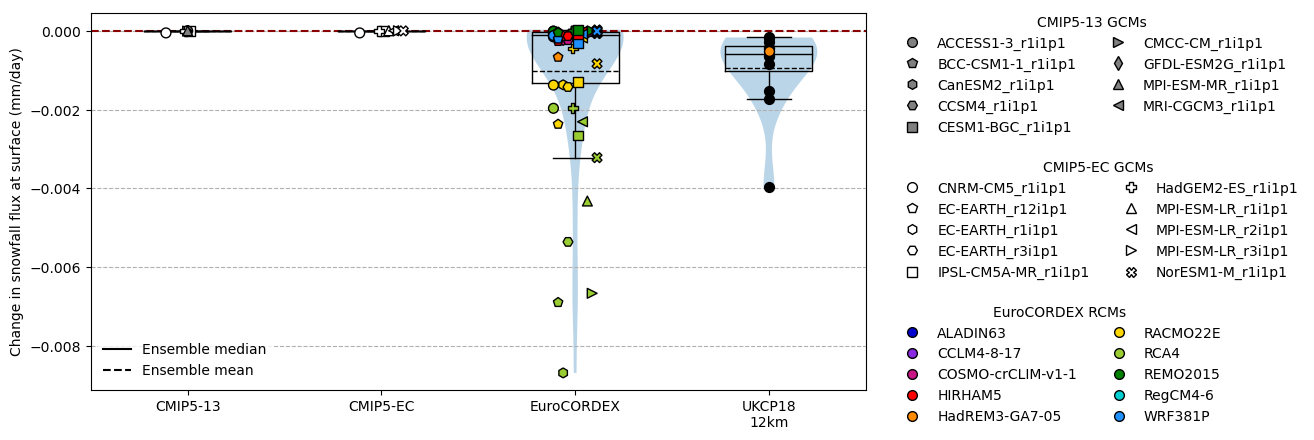 Change in snowfall flux at surface (mm/day)
0.000
−0.002
−0.004
−0.006
−0.008
Ensemble median
Ensemble mean
CMIP5-13
CMIP5-EC
EuroCORDEX
UKCP18
12km
CMIP5-13 GCMs
ACCESS1-3_r1i1p1
BCC-CSM1-1_r1i1p1
CanESM2_r1i1p1
CCSM4_r1i1p1
CESM1-BGC_r1i1p1
CMCC-CM_r1i1p1
GFDL-ESM2G_r1i1p1
MPI-ESM-MR_r1i1p1
MRI-CGCM3_r1i1p1
CMIP5-EC GCMs
CNRM-CM5_r1i1p1
EC-EARTH_r12i1p1
EC-EARTH_r1i1p1
EC-EARTH_r3i1p1
IPSL-CM5A-MR_r1i1p1
HadGEM2-ES_r1i1p1
MPI-ESM-LR_r1i1p1
MPI-ESM-LR_r2i1p1
MPI-ESM-LR_r3i1p1
NorESM1-M_r1i1p1
EuroCORDEX RCMs
ALADIN63
CCLM4-8-17
COSMO-crCLIM-v1-1
HIRHAM5
HadREM3-GA7-05
RACMO22E
RCA4
REMO2015
RegCM4-6
WRF381P